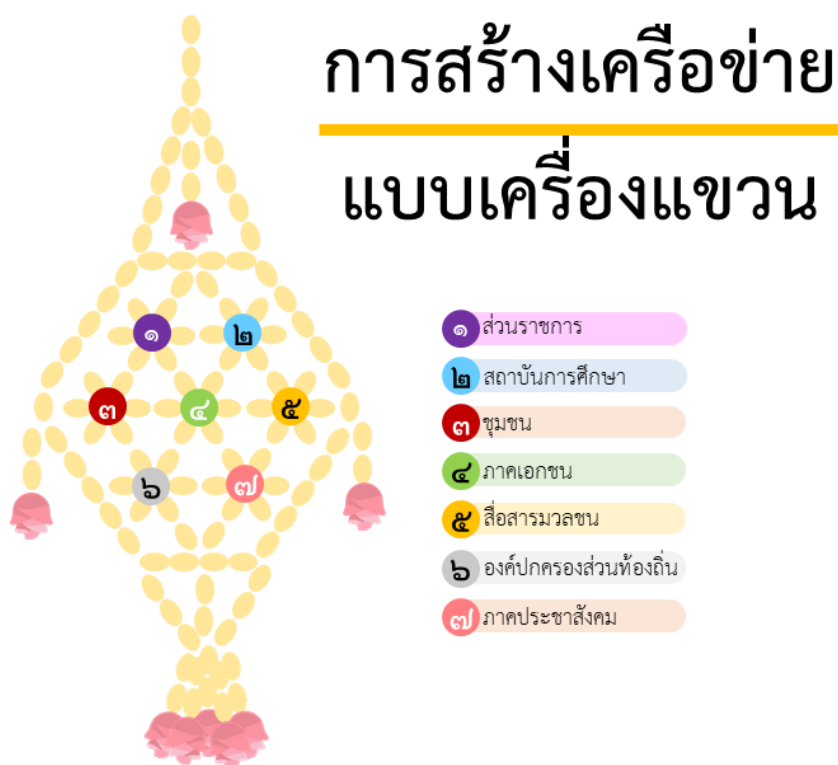 การสร้างเครือข่าย
แบบเครื่องแขวน
๑ ๒
๓ ๔ ๕
๖ ๗
๑ ส่วนราชการ
๒ สถาบันการศึกษา
๓ ชุมชน
๔ ภาคเอกชน
๕ สื่อสารมวลชน
๖ องค์ปกครองส่วนท้องถิ่น
๗ ภาคประชาสังคม